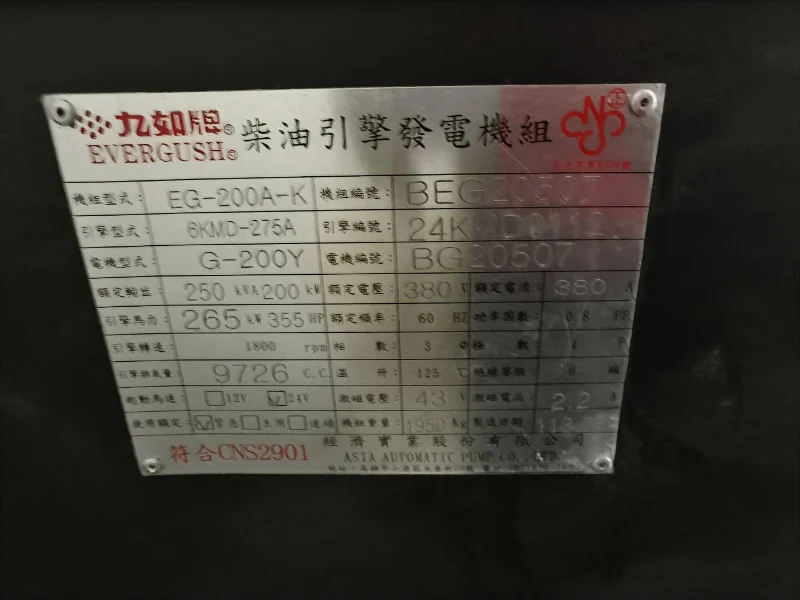 九如牌® 柴油引擎發電機組
EVERGUSH®
機組型式: EG-200A-K 機組編號: BEG20507
引擎型式: 6KMD-275A 引擎編號: 24K
電機型式: G-200Y 電機編號: BG20507
額定輸出: 250 kVA 200 kW 額定電壓: 380 V 額定電流: 380 A
引擎馬力: 265 kW 355 HP 額定頻率: 60 HZ 功率因數: 0.8 PF
引擎轉速: 1800 rpm 相數: 3 Φ 極數: 4 P
引擎排氣量: 9726 C.C. 溫升: 125 ℃ 絕緣等級: H 級
起動馬達: 12V 24V 激磁電壓: 43 V 激磁電流: 2.2 A
使用額定: 緊急 常用 連續 機組重量: 1950 Kg 製造日期:
符合CNS2901 經濟實業股份有限公司
ASIA AUTOMATIC PUMP CO., LTD.